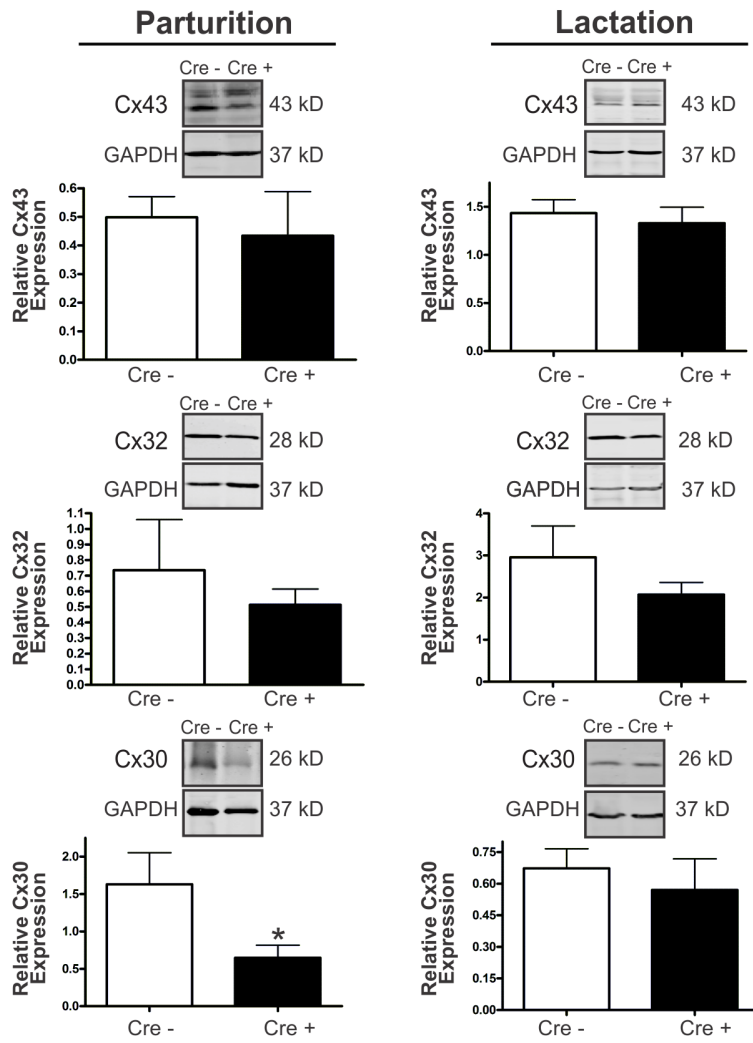 Parturition
Cre - Cre +
Cx43 43 kD
GAPDH 37 kD
Relative Cx43
Expression
0.6
0.5
0.4
0.3
0.2
0.1
0.0
Cre - Cre +
Cre - Cre +
Cx32 28 kD
GAPDH 37 kD
Relative Cx32
Expression
1.1
1.0
0.9
0.8
0.7
0.6
0.5
0.4
0.3
0.2
0.1
0.0
Cre - Cre +
Cre - Cre +
Cx30 26 kD
GAPDH 37 kD
Relative Cx30
Expression
2.0
1.5
1.0
0.5
0.0
*
Cre - Cre +
Lactation
Cre - Cre +
Cx43 43 kD
GAPDH 37 kD
Relative Cx43
Expression
1.5
1.0
0.5
0.0
Cre - Cre +
Cre - Cre +
Cx32 28 kD
GAPDH 37 kD
Relative Cx32
Expression
4
3
2
1
0
Cre - Cre +
Cre - Cre +
Cx30 26 kD
GAPDH 37 kD
Relative Cx30
Expression
0.75
0.60
0.45
0.30
0.15
0.00
Cre - Cre +